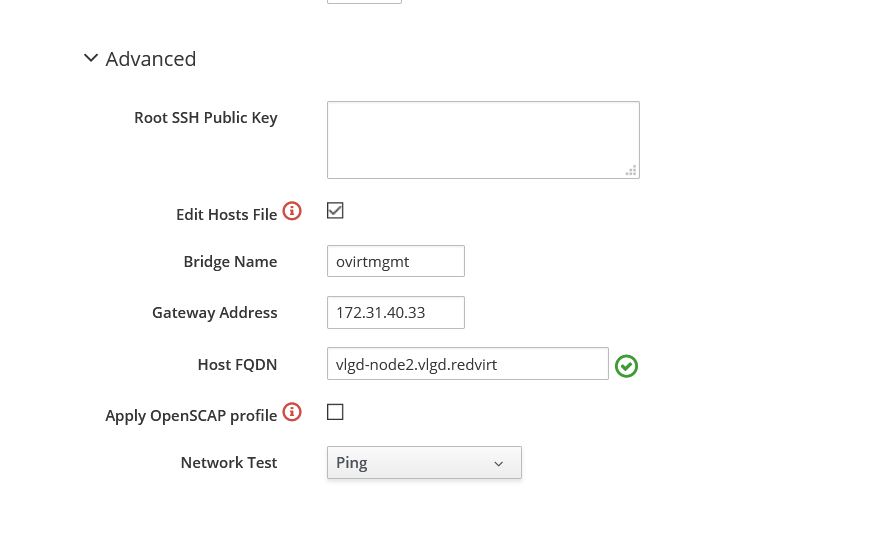 Advanced
Root SSH Public Key
Edit Hosts File
Bridge Name ovirtmgmt
Gateway Address 172.31.40.33
Host FQDN vlgd-node2.vlgd.redvirt
Apply OpenSCAP profile
Network Test Ping